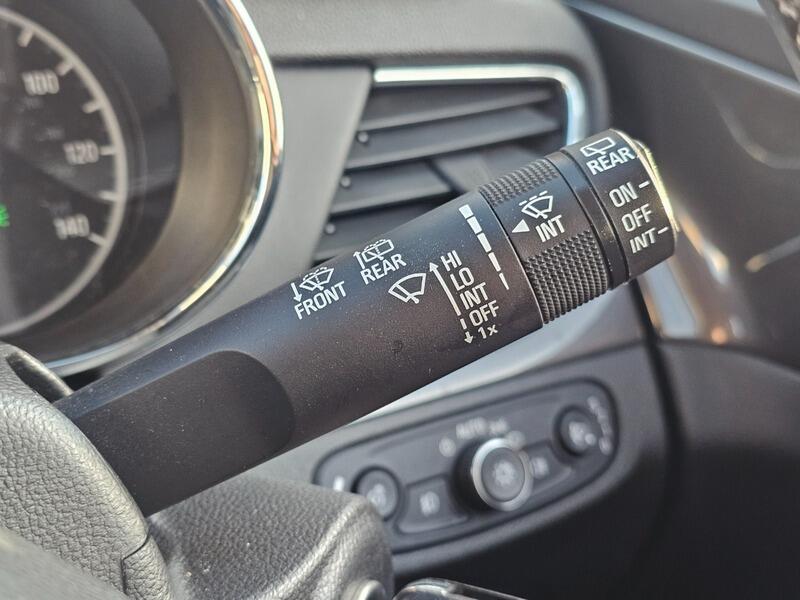 100
120
140
FRONT
REAR
HI
LO
INT
OFF
1x
INT
REAR
ON
OFF
INT
AUTO